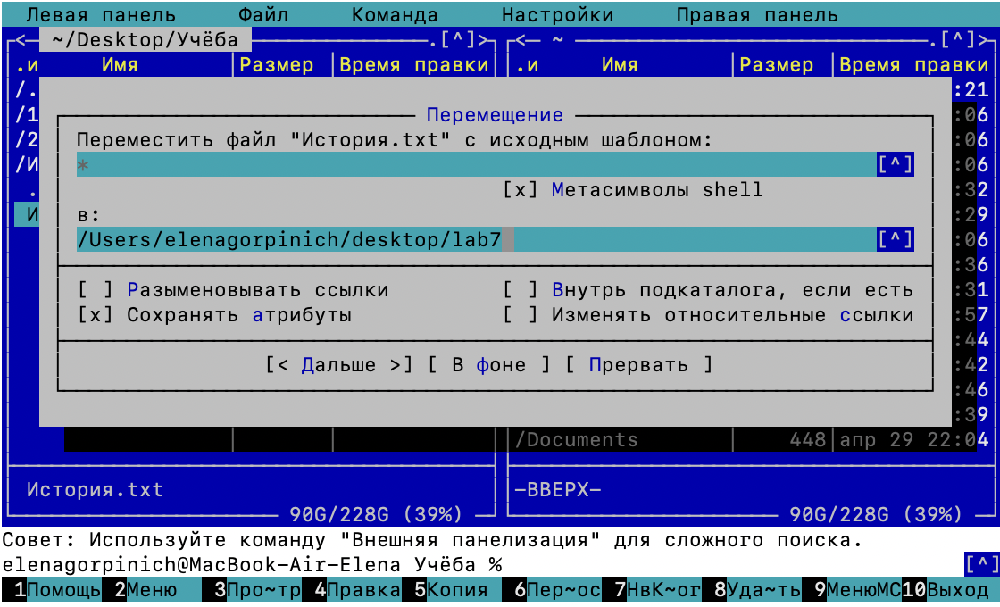 Левая панель Файл Команда Настройки Правая панель
<— ~/Desktop/Учёба .[^]> <— ~ .[^]>
.и Имя Размер Время правки .и Имя Размер Время правки
/. :21
/1 Перемещение :06
/2 Переместить файл "История.txt" с исходным шаблоном: :06
/И * [^] :06
. [x] Метасимволы shell :32
И в: :29
/Users/elenagorpinich/desktop/lab7 [^] :06
:36
[ ] Разыменовывать ссылки [ ] Внутрь подкаталога, если есть :31
[x] Сохранять атрибуты [ ] Изменять относительные ссылки :57
:44
[< Дальше >] [ В фоне ] [ Прервать ] :42
:46
:39
/Documents 448 апр 29 22:04
История.txt —ВВЕРХ—
90G/228G (39%) 90G/228G (39%)
Совет: Используйте команду "Внешняя панелизация" для сложного поиска.
elenagorpinich@MacBook-Air-Elena Учёба % [^]
1Помощь 2Меню 3Про~тр 4Правка 5Копия 6Пер~ос 7НвК~ог 8Уда~ть 9МенюMC 10Выход